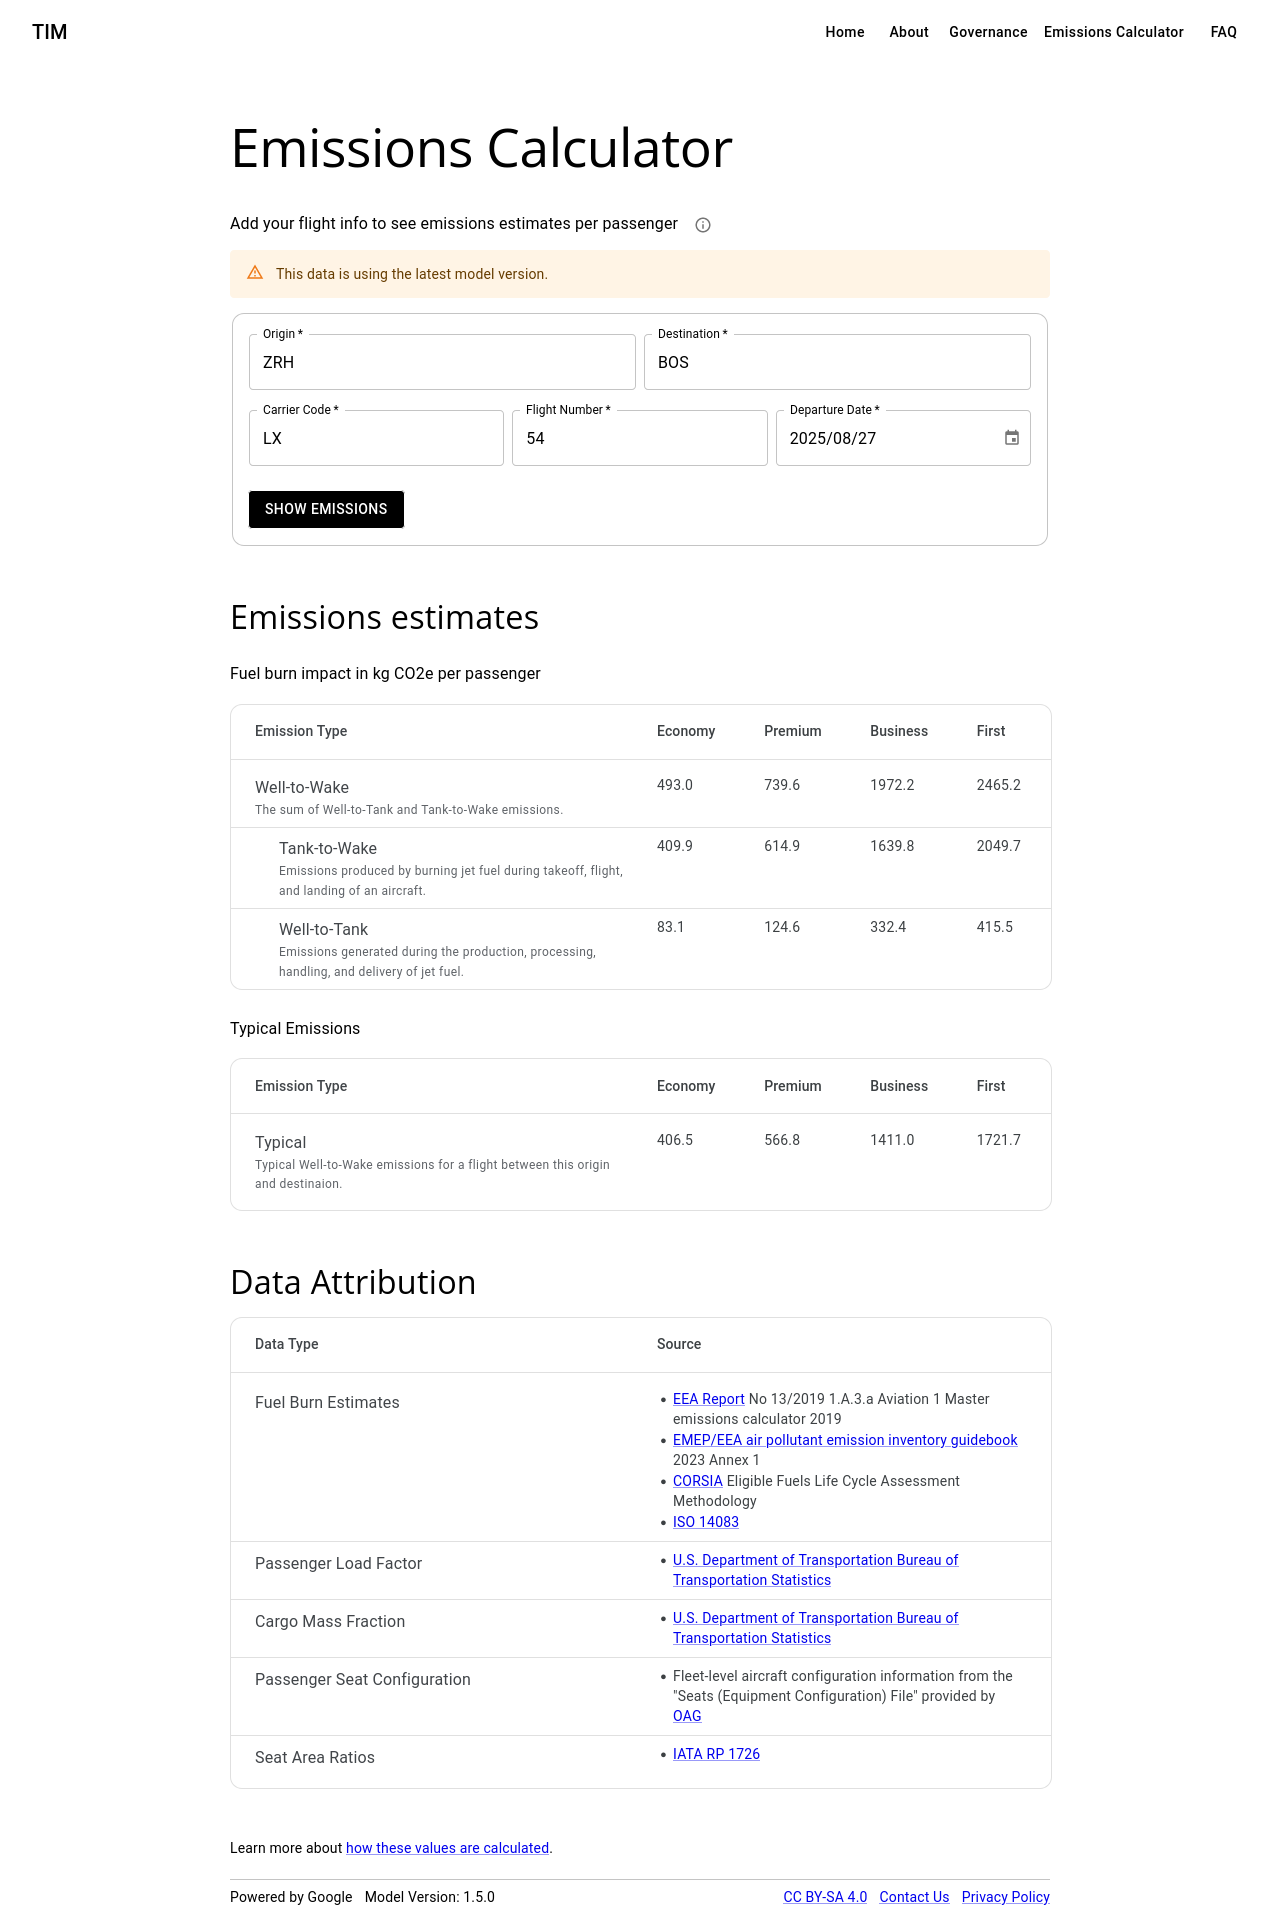 TIM
Home About Governance Emissions Calculator FAQ
Emissions Calculator
Add your flight info to see emissions estimates per passenger
This data is using the latest model version.
Origin * Destination *
ZRH BOS
Carrier Code * Flight Number * Departure Date *
LX 54 2025/08/27
SHOW EMISSIONS
Emissions estimates
Fuel burn impact in kg CO2e per passenger
Emission Type Economy Premium Business First
Well-to-Wake 493.0 739.6 1972.2 2465.2
The sum of Well-to-Tank and Tank-to-Wake emissions.
Tank-to-Wake 409.9 614.9 1639.8 2049.7
Emissions produced by burning jet fuel during takeoff, flight,
and landing of an aircraft.
Well-to-Tank 83.1 124.6 332.4 415.5
Emissions generated during the production, processing,
handling, and delivery of jet fuel.
Typical Emissions
Emission Type Economy Premium Business First
Typical 406.5 566.8 1411.0 1721.7
Typical Well-to-Wake emissions for a flight between this origin
and destinaion.
Data Attribution
Data Type Source
Fuel Burn Estimates
• EEA Report No 13/2019 1.A.3.a Aviation 1 Master
emissions calculator 2019
• EMEP/EEA air pollutant emission inventory guidebook
2023 Annex 1
• CORSIA Eligible Fuels Life Cycle Assessment
Methodology
• ISO 14083
Passenger Load Factor
• U.S. Department of Transportation Bureau of
Transportation Statistics
Cargo Mass Fraction
• U.S. Department of Transportation Bureau of
Transportation Statistics
Passenger Seat Configuration
• Fleet-level aircraft configuration information from the
"Seats (Equipment Configuration) File" provided by
OAG
Seat Area Ratios
• IATA RP 1726
Learn more about how these values are calculated.
Powered by Google Model Version: 1.5.0 CC BY-SA 4.0 Contact Us Privacy Policy